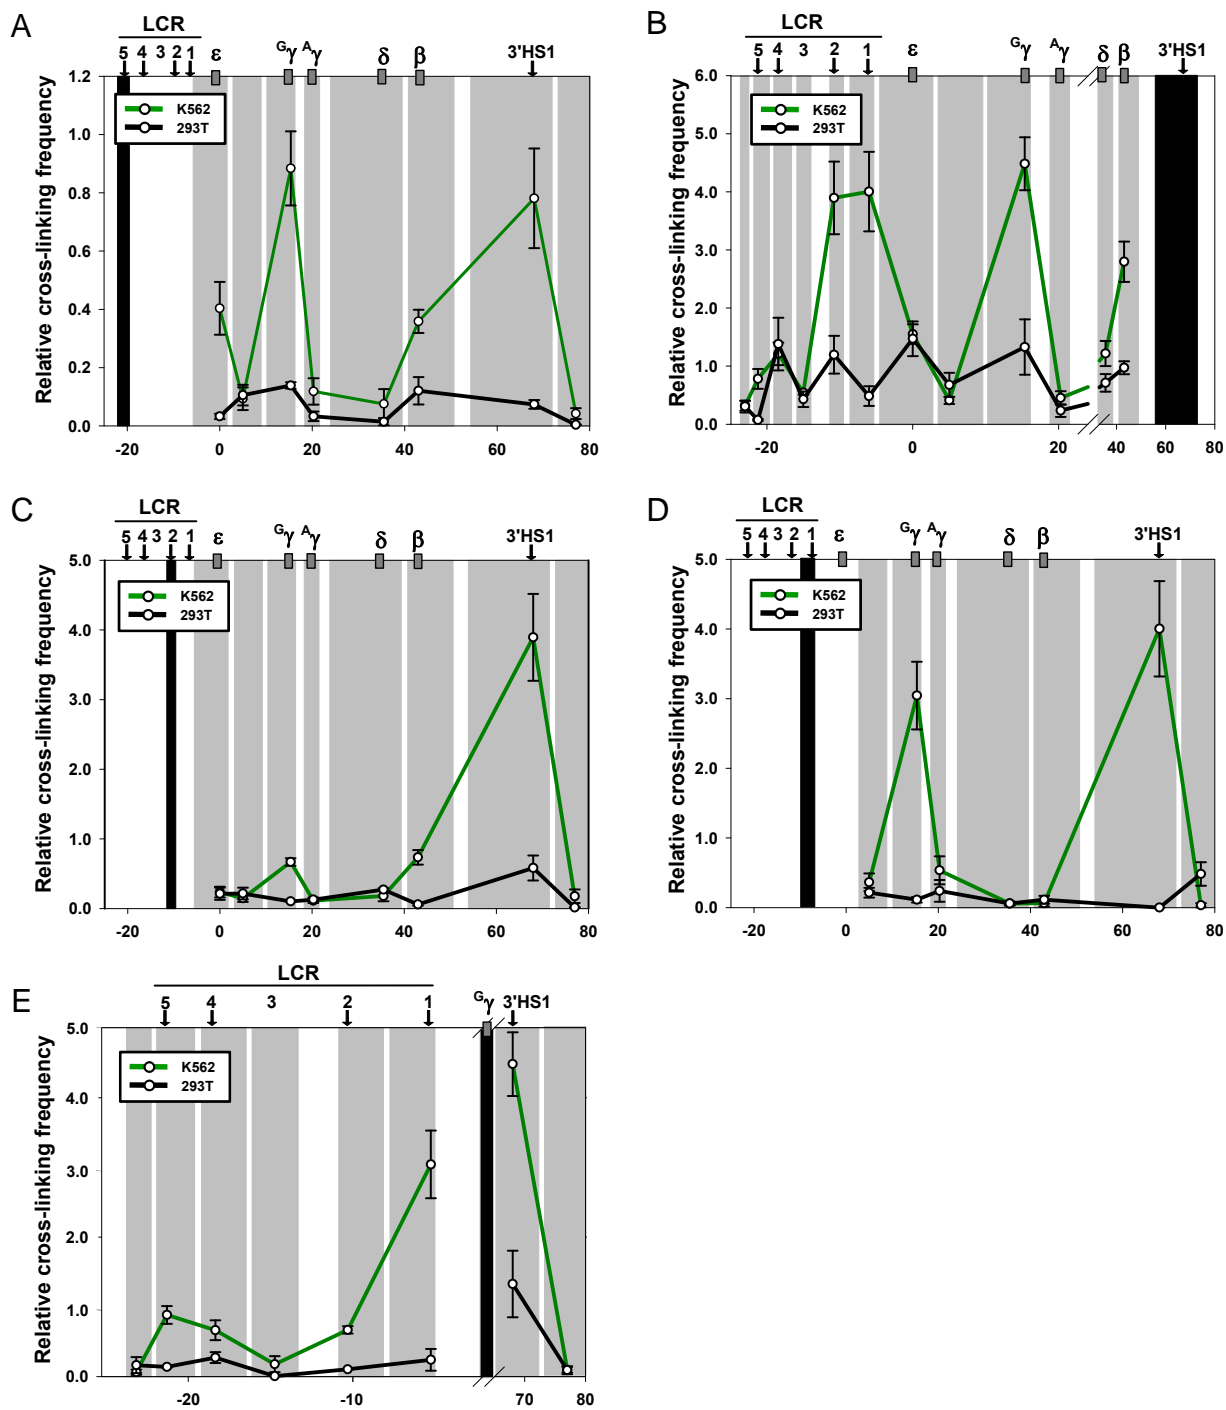 A
LCR
5 4 3 2 1
ε Gγ Aγ δ β 3'HS1
Relative cross-linking frequency
1.2
1.0
0.8
0.6
0.4
0.2
0.0
K562
293T
-20 0 20 40 60 80
B
LCR
5 4 3 2 1
ε Gγ Aγ δ β 3'HS1
Relative cross-linking frequency
6.0
5.0
4.0
3.0
2.0
1.0
0.0
K562
293T
-20 0 20 40 60 80
C
LCR
5 4 3 2 1
ε Gγ Aγ δ β 3'HS1
Relative cross-linking frequency
5.0
4.0
3.0
2.0
1.0
0.0
K562
293T
-20 0 20 40 60 80
D
LCR
5 4 3 2 1
ε Gγ Aγ δ β 3'HS1
Relative cross-linking frequency
5.0
4.0
3.0
2.0
1.0
0.0
K562
293T
-20 0 20 40 60 80
E
LCR
5 4 3 2 1
Gγ 3'HS1
Relative cross-linking frequency
5.0
4.0
3.0
2.0
1.0
0.0
K562
293T
-20 -10 70 80